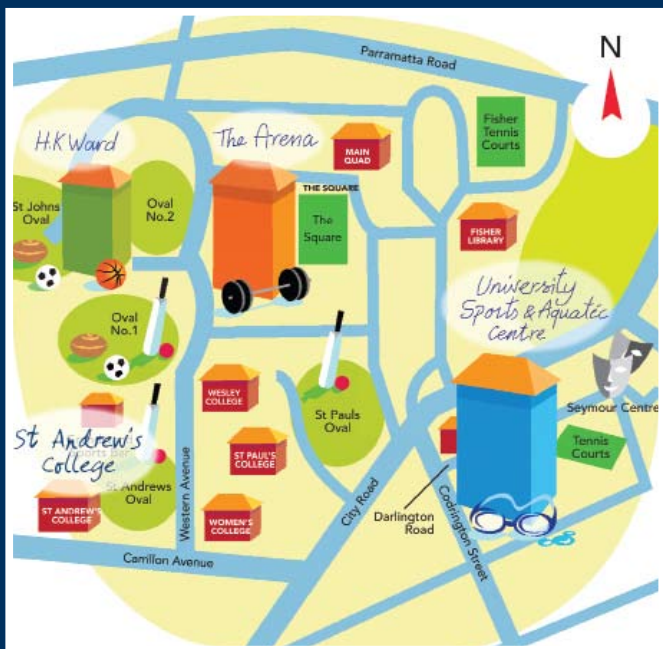 Parramatta Road
N
H.K Ward
The Arena
MAIN
QUAD
Fisher
Tennis
Courts
St Johns
Oval
Oval
No.2
THE SQUARE
The
Square
FISHER
LIBRARY
University
Sports & Aquatic
Centre
Oval
No.1
WESLEY
COLLEGE
St Pauls
Oval
Seymour Centre
St Andrew's
College
Sports Bar
ST PAUL'S
COLLEGE
Tennis
Courts
St Andrews
Oval
ST ANDREW'S
COLLEGE
Western Avenue
WOMEN'S
COLLEGE
City Road
Darlington
Road
Codrington Street
Carrillon Avenue